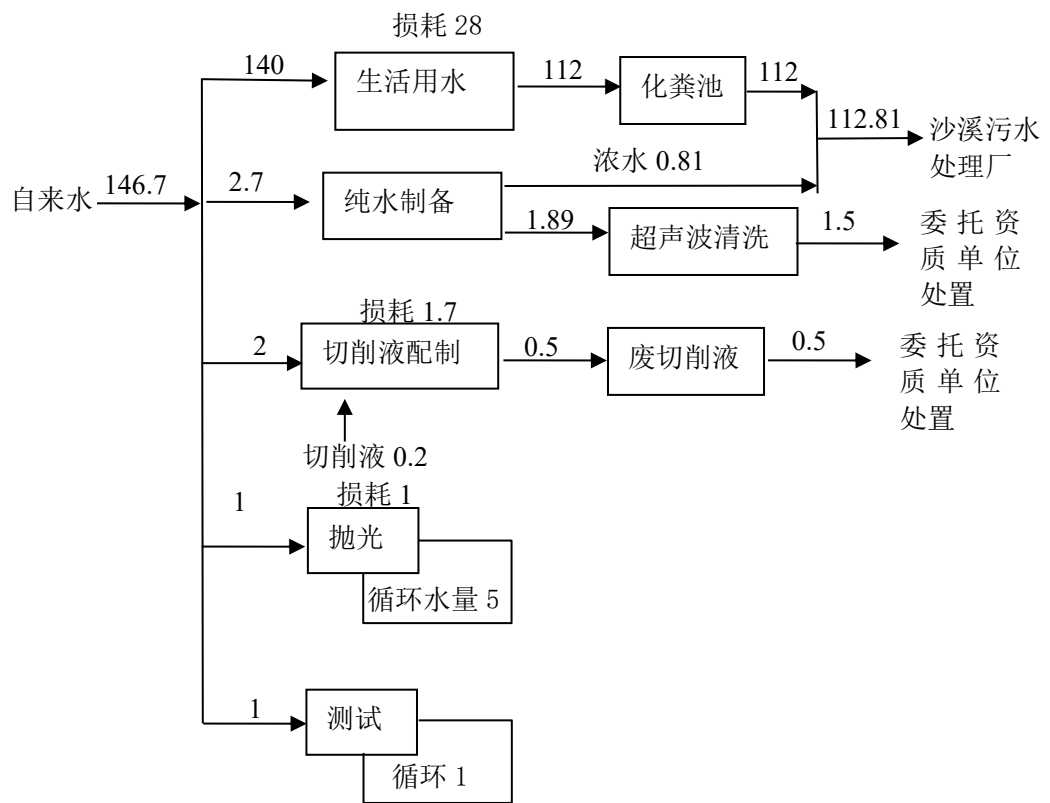 损耗 28
140
生活用水
112
化粪池
112
112.81
沙溪污水
处理厂
自来水
146.7
2.7
纯水制备
浓水 0.81
1.89
超声波清洗
1.5
委托资
质单位
处置
损耗 1.7
2
切削液配制
0.5
废切削液
0.5
委托资
质单位
处置
切削液 0.2
损耗 1
1
抛光
循环水量 5
1
测试
循环 1